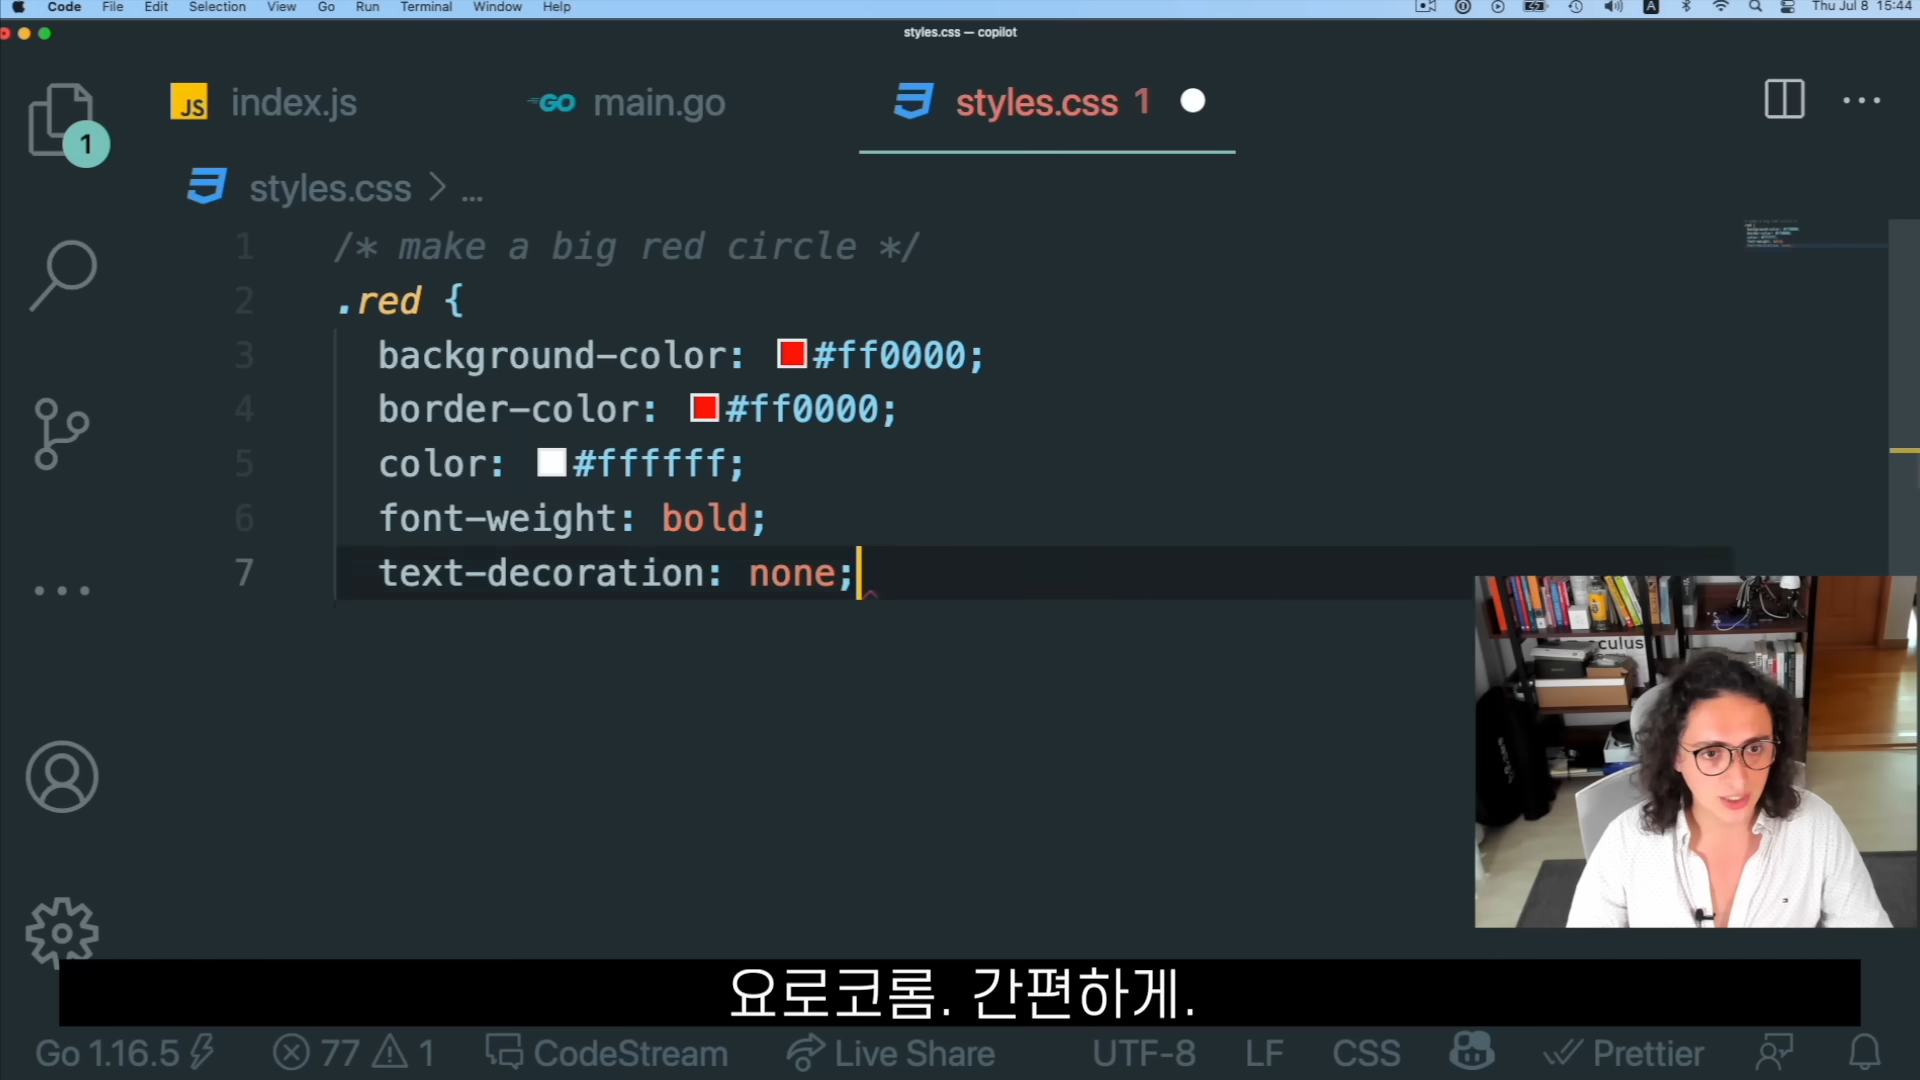 Code File Edit Selection View Go Run Terminal Window Help
A Thu Jul 8 15:44
styles.css — copilot
JS index.js GO main.go styles.css 1
1
styles.css > ...
1 /* make a big red circle */
2 .red {
3 background-color: #ff0000;
4 border-color: #ff0000;
5 color: #ffffff;
6 font-weight: bold;
7 text-decoration: none;
culus
요로코롬. 간편하게.
Go 1.16.5 77 1 CodeStream Live Share UTF-8 LF CSS Prettier